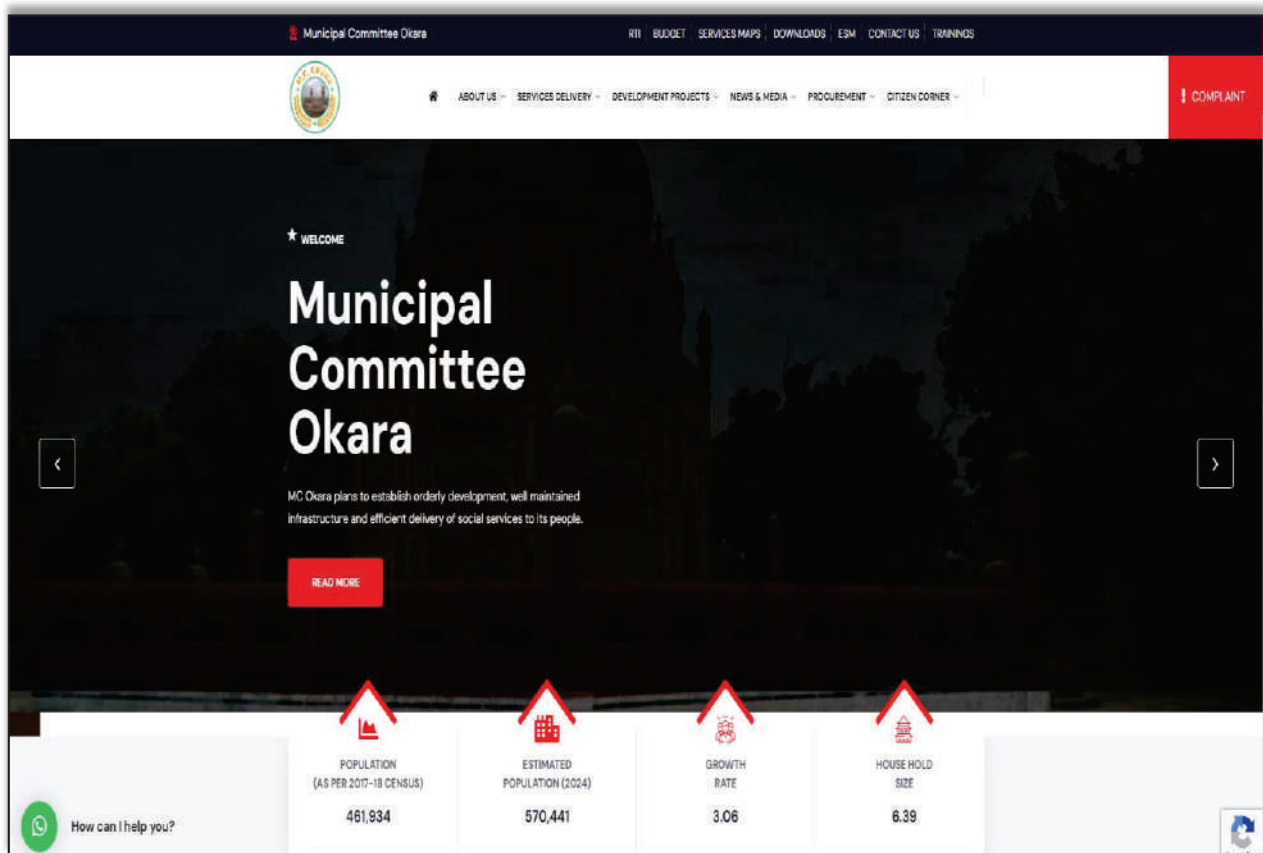 Municipal Committee Okara
RTI BUDGET SERVICES MAPS DOWNLOADS ESM CONTACT US TRAININGS
ABOUT US SERVICES DELIVERY DEVELOPMENT PROJECTS NEWS & MEDIA PROCUREMENT CITIZEN CORNER
! COMPLAINT
WELCOME
Municipal
Committee
Okara
MC Okara plans to establish orderly development, well maintained
infrastructure and efficient delivery of social services to its people.
READ MORE
POPULATION
(AS PER 2017-18 CENSUS)
461,934
ESTIMATED
POPULATION (2024)
570,441
GROWTH
RATE
3.06
HOUSE HOLD
SIZE
6.39
How can I help you?